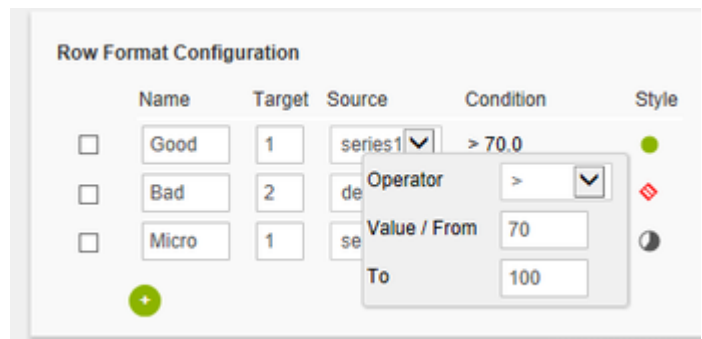 Row Format Configuration
Name Target Source Condition Style
Good 1 series1 > 70.0
Bad 2 de
Operator >
Micro 1 se
Value / From 70
To 100